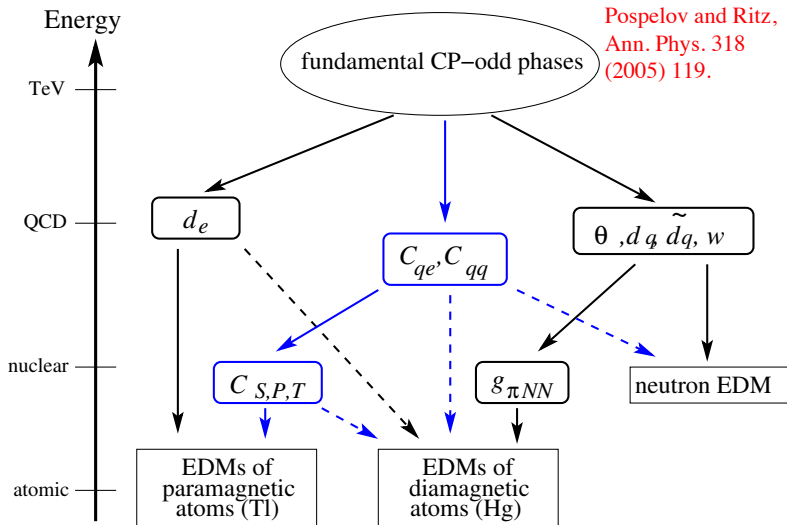 Energy
TeV
QCD
nuclear
atomic
fundamental CP−odd phases
Pospelov and Ritz,
Ann. Phys. 318
(2005) 119.
d_e
C_qe, C_qq
θ, d_q, d̃_q, w
C_S,P,T
g_πNN
neutron EDM
EDMs of
paramagnetic
atoms (Tl)
EDMs of
diamagnetic
atoms (Hg)